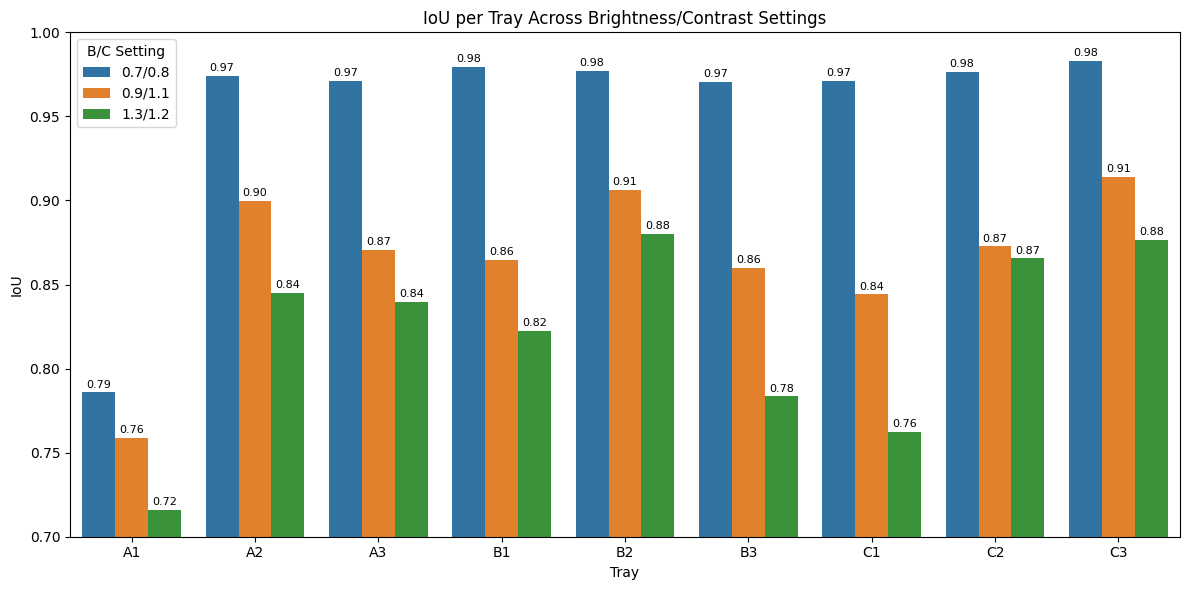 IoU per Tray Across Brightness/Contrast Settings
B/C Setting
0.7/0.8
0.9/1.1
1.3/1.2
IoU
1.00
0.95
0.90
0.85
0.80
0.75
0.70
0.79 0.76 0.72
0.97 0.90 0.84
0.97 0.87 0.84
0.98 0.86 0.82
0.98 0.91 0.88
0.97 0.86 0.78
0.97 0.84 0.76
0.98 0.87 0.87
0.98 0.91 0.88
A1 A2 A3 B1 B2 B3 C1 C2 C3
Tray